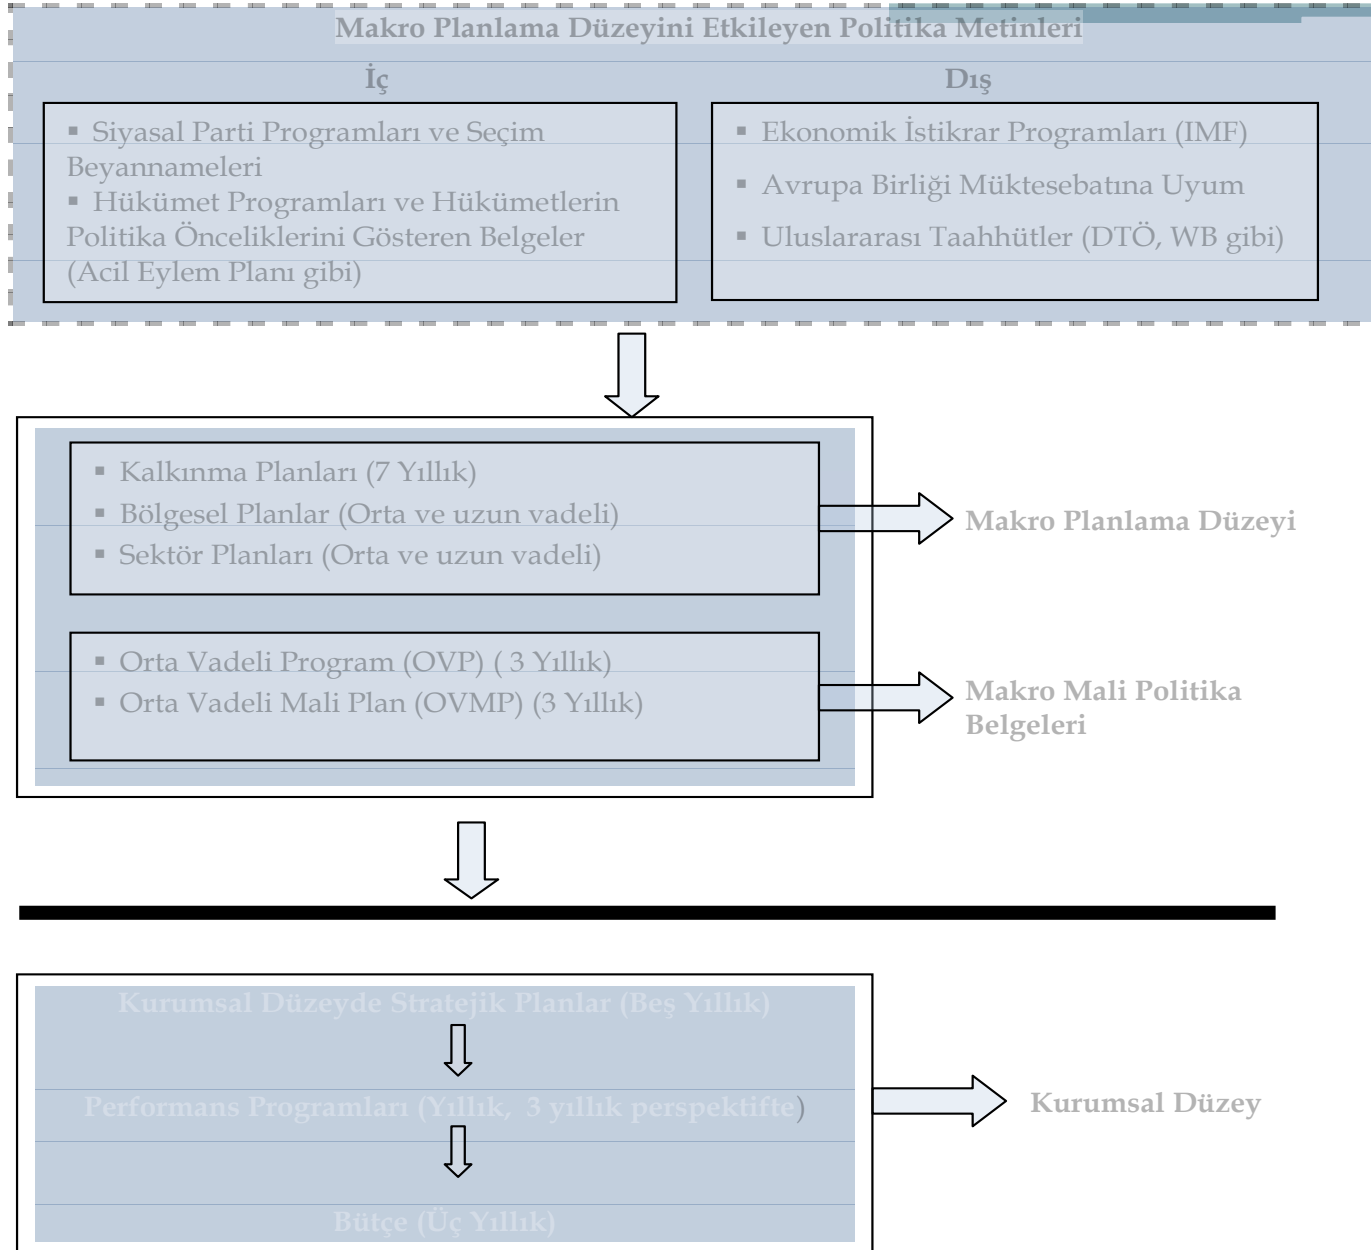 Makro Planlama Düzeyini Etkileyen Politika Metinleri
İç
▪ Siyasal Parti Programları ve Seçim
Beyannameleri
▪ Hükümet Programları ve Hükümetlerin
Politika Önceliklerini Gösteren Belgeler
(Acil Eylem Planı gibi)
Dış
▪ Ekonomik İstikrar Programları (IMF)
▪ Avrupa Birliği Müktesebatına Uyum
▪ Uluslararası Taahhütler (DTÖ, WB gibi)
▪ Kalkınma Planları (7 Yıllık)
▪ Bölgesel Planlar (Orta ve uzun vadeli)
▪ Sektör Planları (Orta ve uzun vadeli)
Makro Planlama Düzeyi
▪ Orta Vadeli Program (OVP) ( 3 Yıllık)
▪ Orta Vadeli Mali Plan (OVMP) (3 Yıllık)
Makro Mali Politika
Belgeleri
Kurumsal Düzeyde Stratejik Planlar (Beş Yıllık)
Performans Programları (Yıllık, 3 yıllık perspektifte)
Bütçe (Üç Yıllık)
Kurumsal Düzey